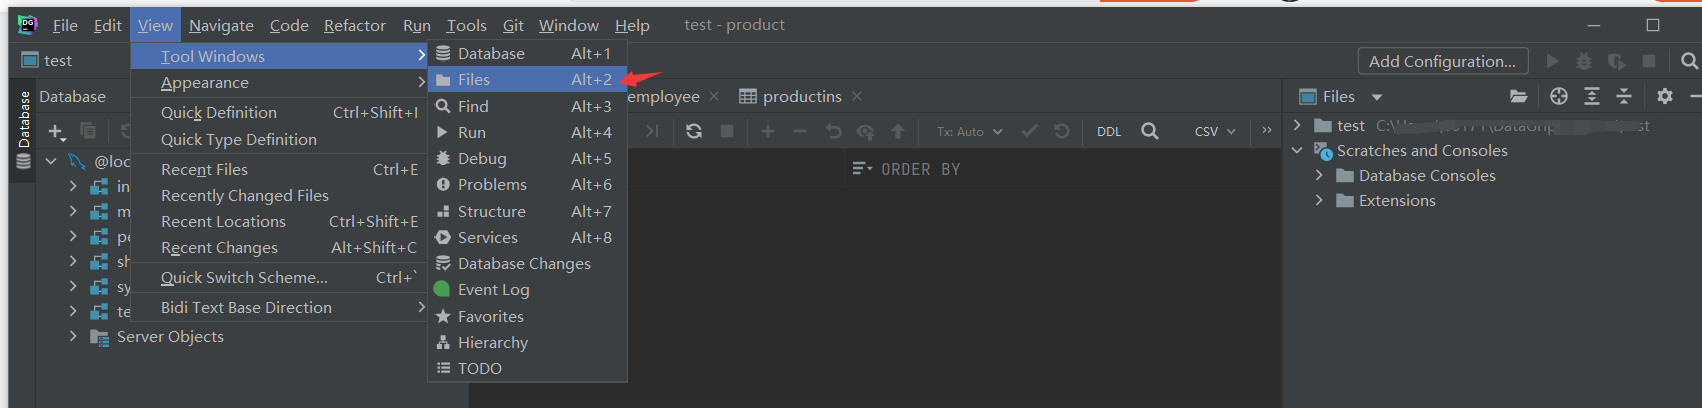 DG File Edit View Navigate Code Refactor Run Tools Git Window Help test - product
test Add Configuration...
Database
Database
@loc
in
m
pe
sh
sy
te
Server Objects
Tool Windows
Appearance
Quick Definition Ctrl+Shift+I
Quick Type Definition
Recent Files Ctrl+E
Recently Changed Files
Recent Locations Ctrl+Shift+E
Recent Changes Alt+Shift+C
Quick Switch Scheme... Ctrl+`
Bidi Text Base Direction
Database Alt+1
Files Alt+2
Find Alt+3
Run Alt+4
Debug Alt+5
Problems Alt+6
Structure Alt+7
Services Alt+8
Database Changes
Event Log
Favorites
Hierarchy
TODO
employee productins
Tx: Auto DDL CSV
ORDER BY
Files
test
Scratches and Consoles
Database Consoles
Extensions